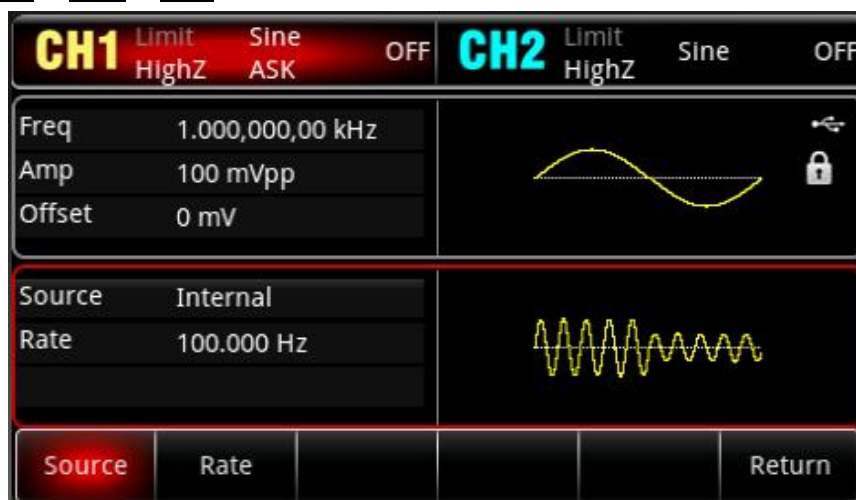 CH1 Limit Sine OFF CH2 Limit Sine OFF
HighZ ASK HighZ
Freq 1.000,000,00 kHz
Amp 100 mVpp
Offset 0 mV
Source Internal
Rate 100.000 Hz
Source Rate Return